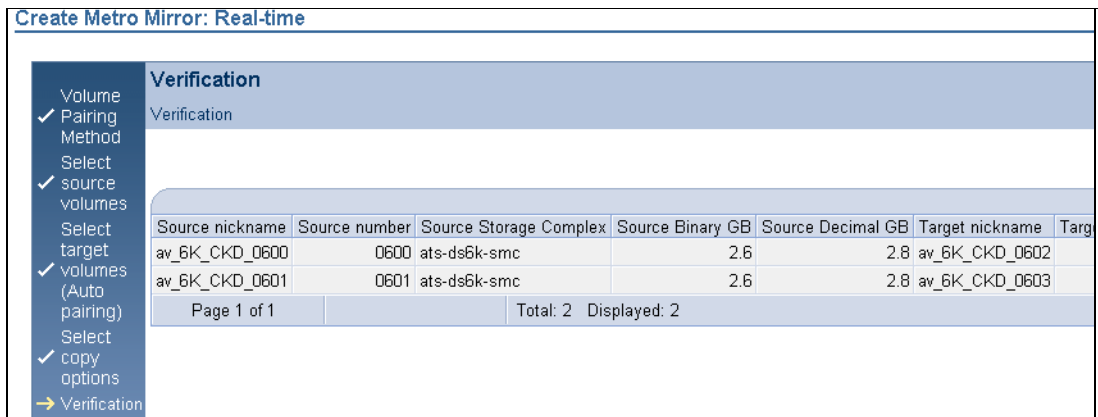 Create Metro Mirror: Real-time
Volume
Pairing
Method
Select
source
volumes
Select
target
volumes
(Auto
pairing)
Select
copy
options
Verification
Verification
Verification
Source nickname Source number Source Storage Complex Source Binary GB Source Decimal GB Target nickname
av_6K_CKD_0600 0600 ats-ds6k-smc 2.6 2.8 av_6K_CKD_0602
av_6K_CKD_0601 0601 ats-ds6k-smc 2.6 2.8 av_6K_CKD_0603
Page 1 of 1 Total: 2 Displayed: 2